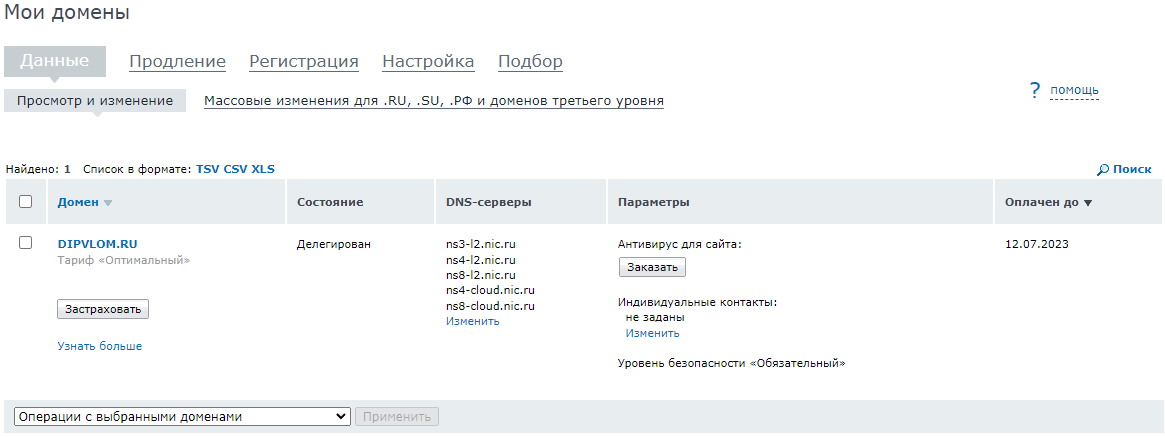 Мои домены
Данные Продление Регистрация Настройка Подбор
Просмотр и изменение Массовые изменения для .RU, .SU, .РФ и доменов третьего уровня
? помощь
Найдено: 1 Список в формате: TSV CSV XLS Поиск
Домен Состояние DNS-серверы Параметры Оплачен до
DIPVLOM.RU
Тариф «Оптимальный»
Застраховать
Узнать больше
Делегирован
ns3-l2.nic.ru
ns4-l2.nic.ru
ns8-l2.nic.ru
ns4-cloud.nic.ru
ns8-cloud.nic.ru
Изменить
Антивирус для сайта:
Заказать
Индивидуальные контакты:
не заданы
Изменить
Уровень безопасности «Обязательный»
12.07.2023
Операции с выбранными доменами Применить